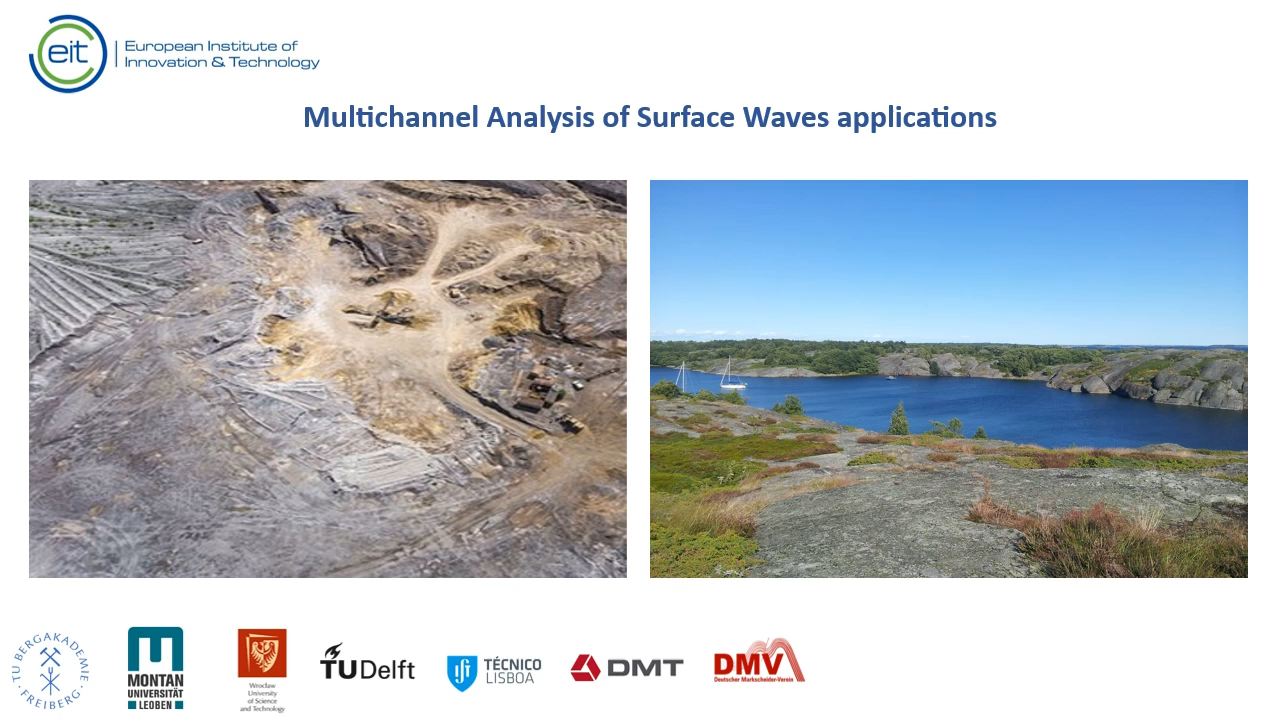 eit
European Institute of
Innovation & Technology
Multichannel Analysis of Surface Waves applications
TU BERGAKADEMIE
· FREIBERG ·
MONTAN
UNIVERSITÄT
LEOBEN
Wrocław
University
of Science
and Technology
TUDelft
TÉCNICO
LISBOA
DMT
DMV
Deutscher Markscheider-Verein